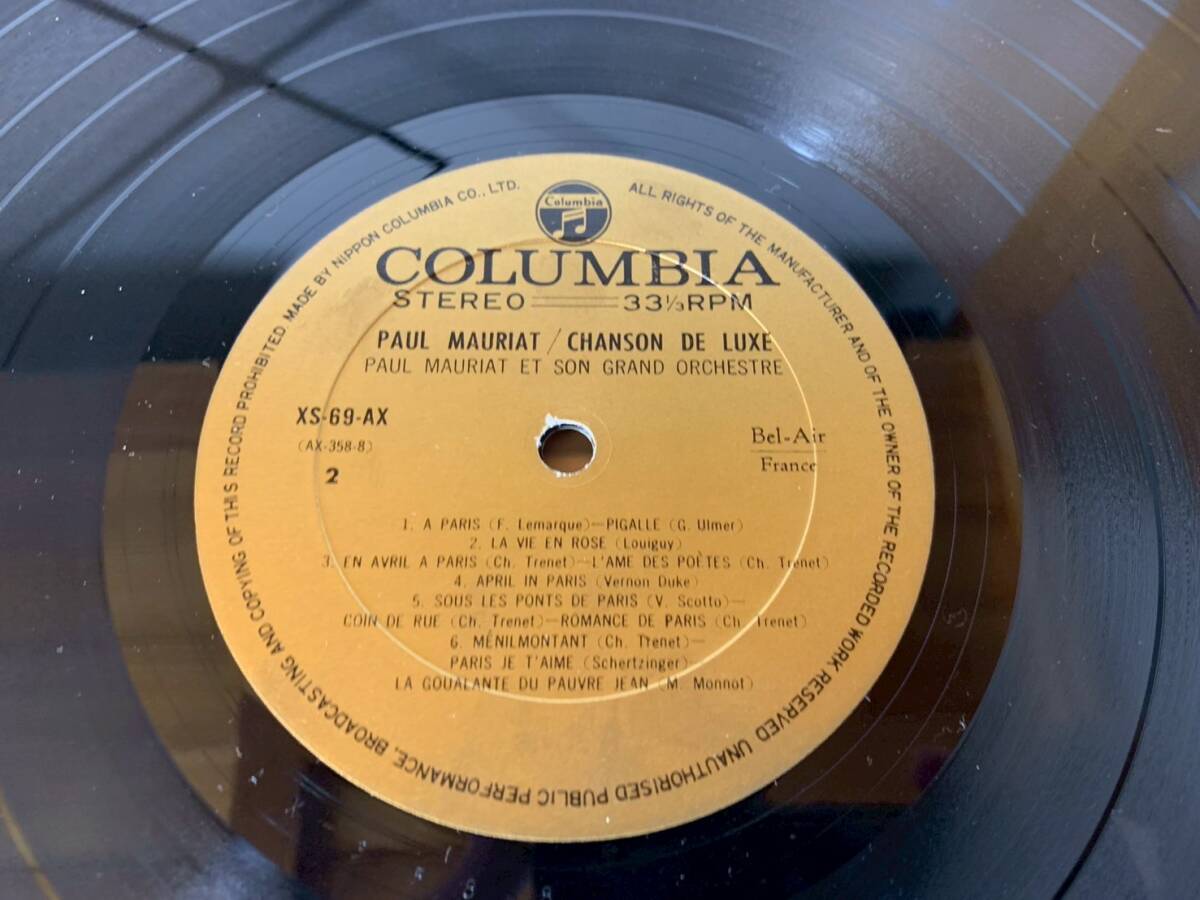 MADE BY NIPPON COLUMBIA CO., LTD.
ALL RIGHTS OF THE MANUFACTURER AND OF THE OWNER OF THE RECORDED WORK RESERVED UNAUTHORISED PUBLIC PERFORMANCE, BROADCASTING AND COPYING OF THIS RECORD PROHIBITED
Columbia
COLUMBIA
STEREO 33⅓RPM
PAUL MAURIAT / CHANSON DE LUXE
PAUL MAURIAT ET SON GRAND ORCHESTRE
XS-69-AX
(AX-358-8)
2
Bel-Air
France
1. A PARIS (F. Lemarque)—PIGALLE (G. Ulmer)
2. LA VIE EN ROSE (Louiguy)
3. EN AVRIL A PARIS (Ch. Trenet)—L'AME DES POÈTES (Ch. Trenet)
4. APRIL IN PARIS (Vernon Duke)
5. SOUS LES PONTS DE PARIS (V. Scotto)—
COIN DE RUE (Ch. Trenet)—ROMANCE DE PARIS (Ch. Trenet)
6. MÉNILMONTANT (Ch. Trenet)—
PARIS JE T'AIME (Schertzinger)
LA GOUALANTE DU PAUVRE JEAN (M. Monnot)